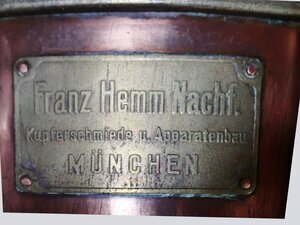 Franz Hemm Nachf.
Kupferschmiede u. Apparatenbau
MÜNCHEN